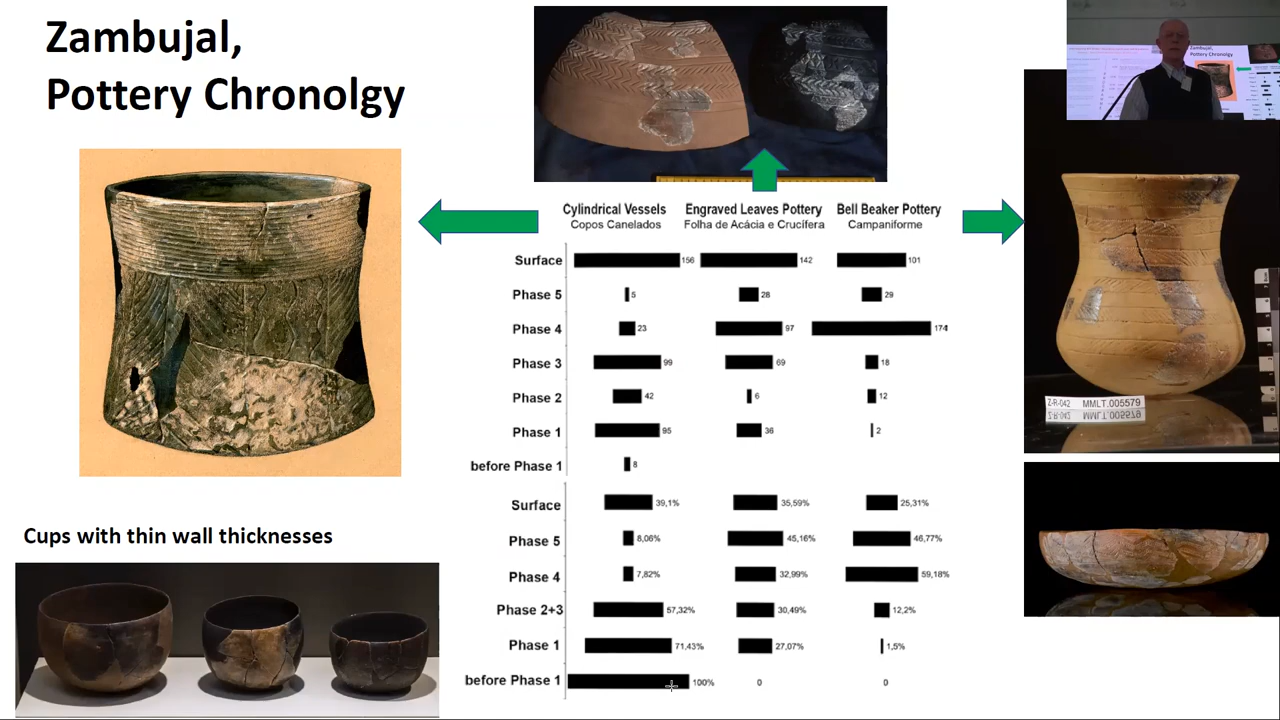 Zambujal,
Pottery Chronolgy
Cylindrical Vessels Engraved Leaves Pottery Bell Beaker Pottery
Copos Canelados Folha de Acácia e Crucífera Campaniforme
Surface 156 142 101
Phase 5 5 28 29
Phase 4 23 97 174
Phase 3 99 69 18
Phase 2 42 6 12
Phase 1 95 36 2
before Phase 1 8
Surface 39,1% 35,59% 25,31%
Phase 5 8,06% 45,16% 46,77%
Phase 4 7,82% 32,99% 59,18%
Phase 2+3 57,32% 30,49% 12,2%
Phase 1 71,43% 27,07% 1,5%
before Phase 1 100% 0 0
Cups with thin wall thicknesses
Z-R-042 MMLT.005579
Zambujal,
Pottery Chronolgy